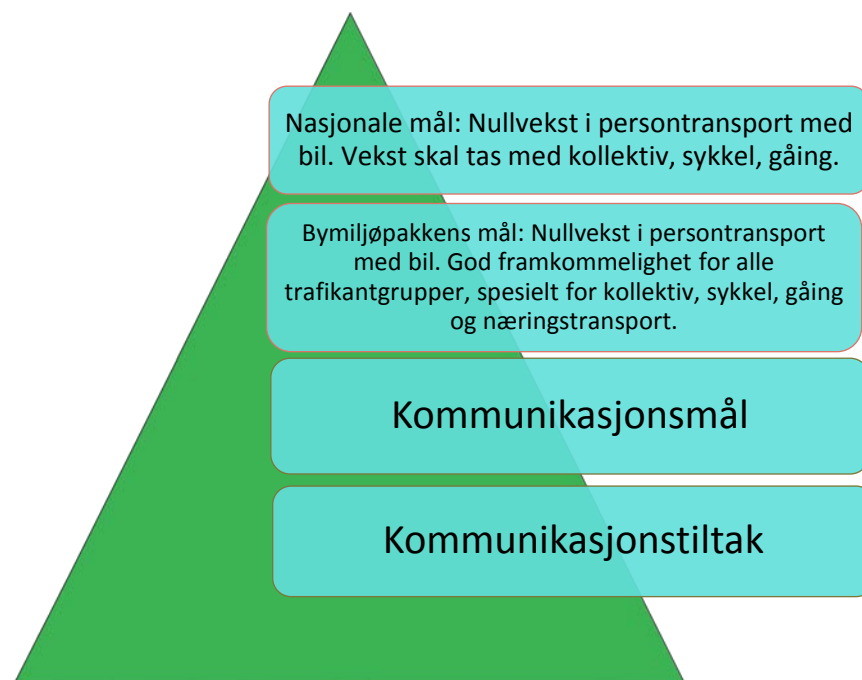 Nasjonale mål: Nullvekst i persontransport med
bil. Vekst skal tas med kollektiv, sykkel, gåing.
Bymiljøpakkens mål: Nullvekst i persontransport
med bil. God framkommelighet for alle
trafikantgrupper, spesielt for kollektiv, sykkel, gåing
og næringstransport.
Kommunikasjonsmål
Kommunikasjonstiltak